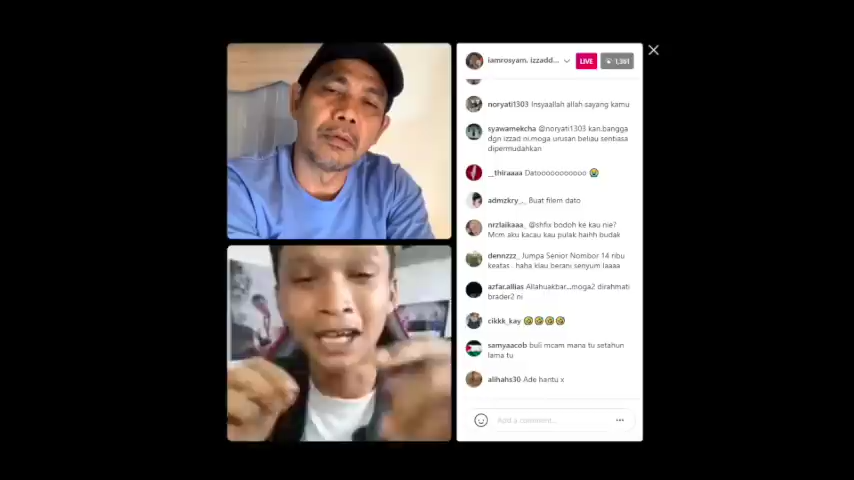 iamrosyam. izzadd...
LIVE
1,351
noryati1303 Insyaallah allah sayang kamu
syawamekcha @noryati1303 kan.bangga
dgn izzad ni.moga urusan beliau sentiasa
dipermudahkan
__thiraaaa Datooooooooooo 😭
admzkry_._ Buat filem dato
nrzlaikaaa_ @shfix bodoh ke kau nie?
Mcm aku kacau kau pulak haihh budak
dennzzz_ Jumpa Senior Nombor 14 ribu
keatas . haha klau berani senyum laaaa
azfar.allias Allahuakbar...moga2 dirahmati
brader2 ni
cikkk_kay 🤣🤣🤣🤣
samyaacob buli mcam mana tu setahun
lama tu
alihahs30 Ade hantu x
Add a comment...